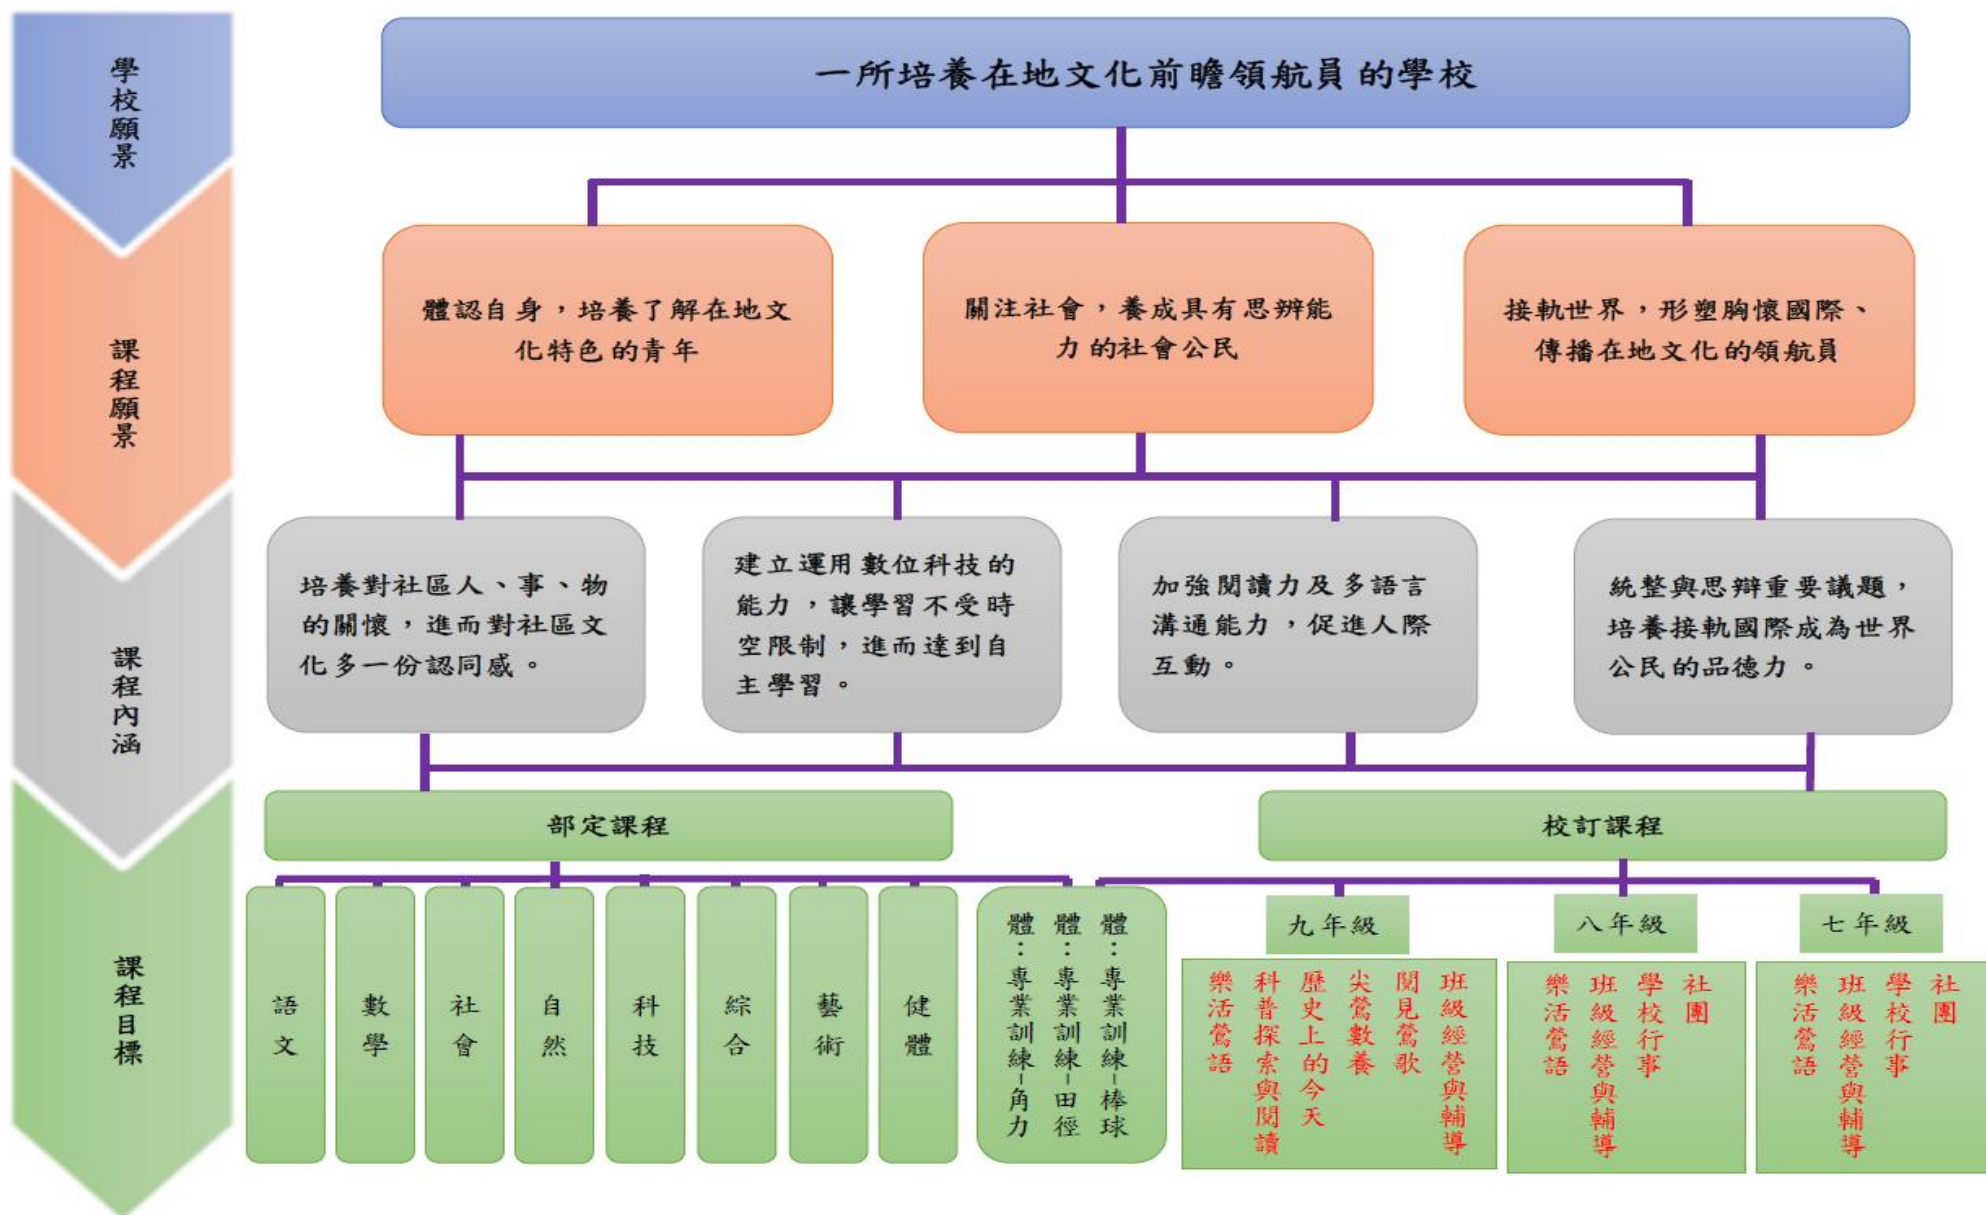 學校願景
一所培養在地文化前瞻領航員的學校
課程願景
體認自身，培養了解在地文
化特色的青年
關注社會，養成具有思辨能
力的社會公民
接軌世界，形塑胸懷國際、
傳播在地文化的領航員
課程內涵
培養對社區人、事、物
的關懷，進而對社區文
化多一份認同感。
建立運用數位科技的
能力，讓學習不受時
空限制，進而達到自
主學習。
加強閱讀力及多語言
溝通能力，促進人際
互動。
統整與思辯重要議題，
培養接軌國際成為世界
公民的品德力。
課程目標
部定課程
校訂課程
語文
數學
社會
自然
科技
綜合
藝術
健體
體：專業訓練-角力
體：專業訓練-田徑
體：專業訓練-棒球
九年級
樂活鶯語
科普探索與閱讀
歷史上的今天
尖鶯數養
閱見鶯歌
班級經營與輔導
八年級
樂活鶯語
班級經營與輔導
學校行事
社團
七年級
樂活鶯語
班級經營與輔導
學校行事
社團